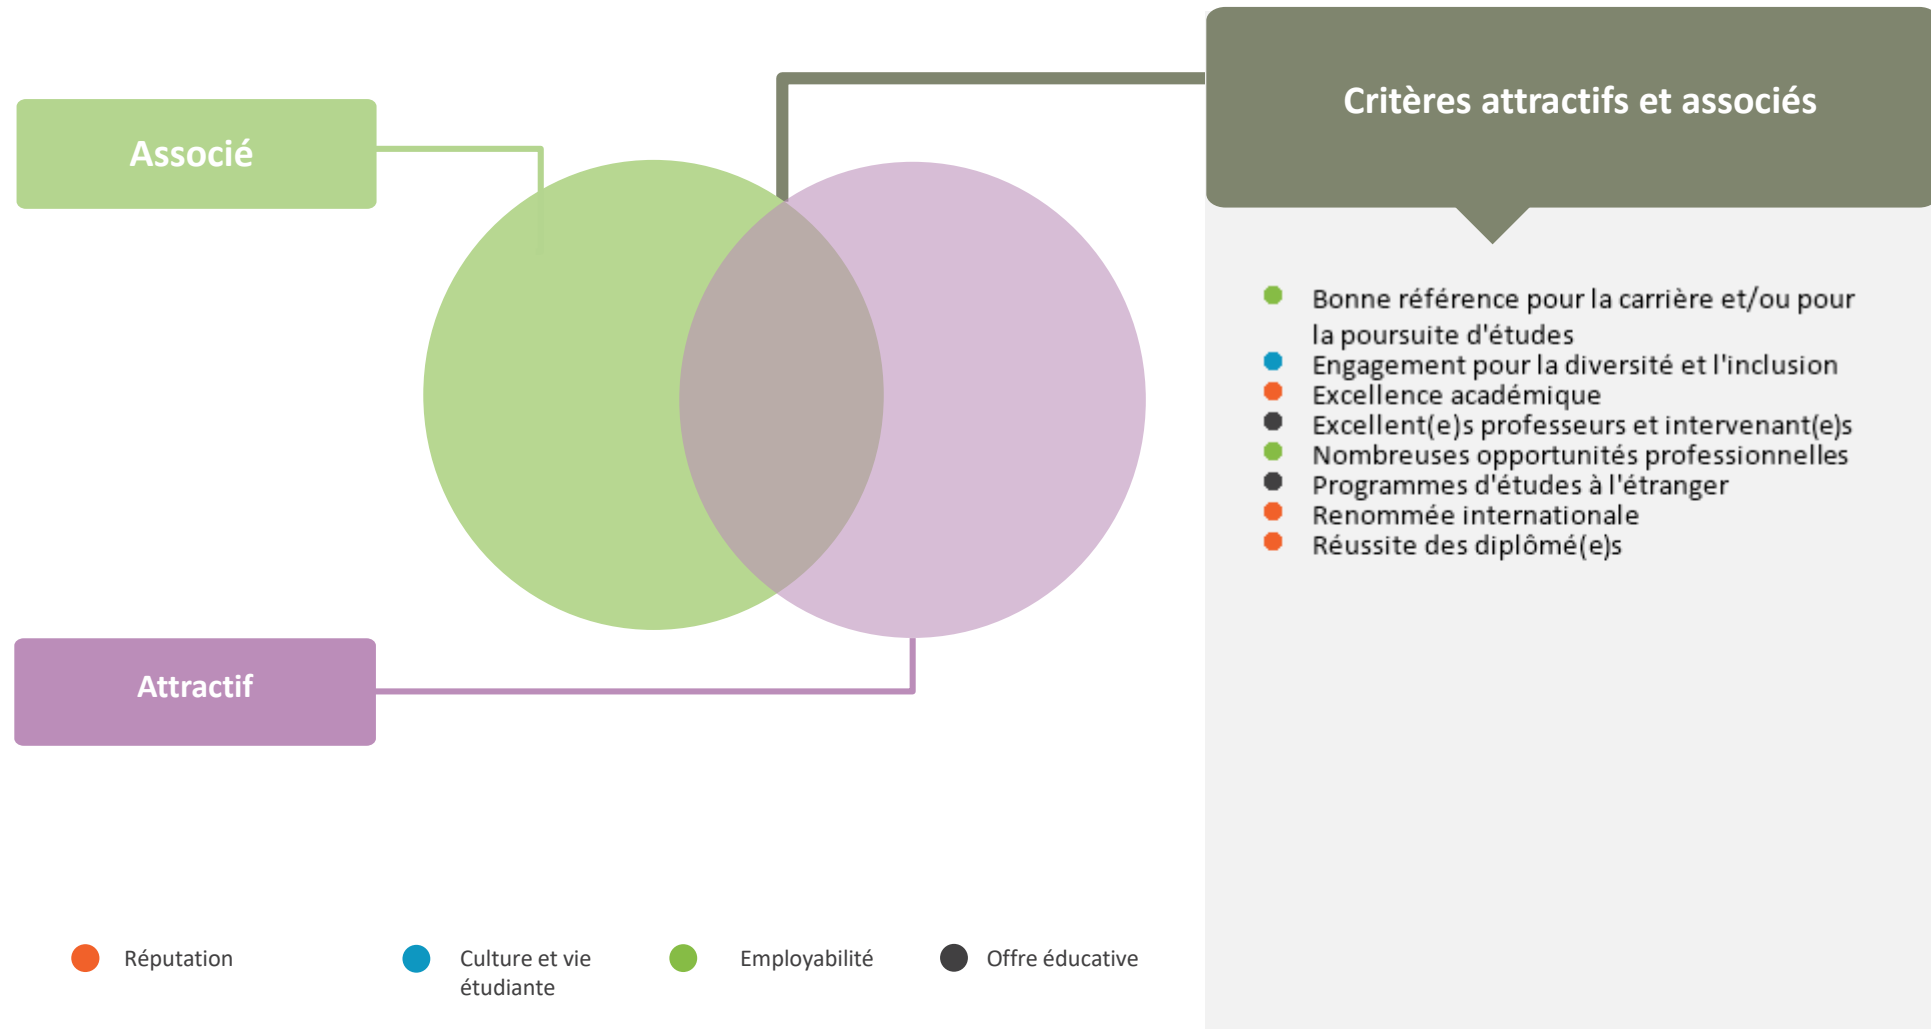 Associé
Critères attractifs et associés
Bonne référence pour la carrière et/ou pour
la poursuite d'études
Engagement pour la diversité et l'inclusion
Excellence académique
Excellent(e)s professeurs et intervenant(e)s
Nombreuses opportunités professionnelles
Programmes d'études à l'étranger
Renommée internationale
Réussite des diplômé(e)s
Attractif
Réputation
Culture et vie
étudiante
Employabilité
Offre éducative